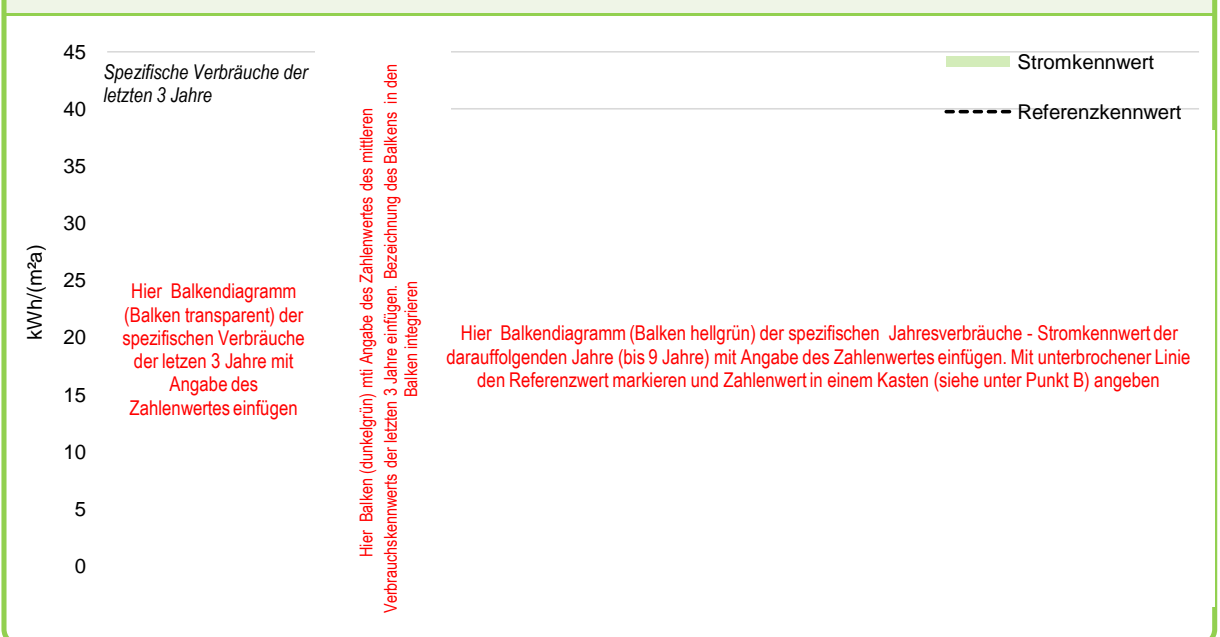 45
40
35
30
25
20
15
10
5
0
kWh/(m²a)
Spezifische Verbräuche der
letzten 3 Jahre
Hier Balkendiagramm
(Balken transparent) der
spezifischen Verbräuche
der letzen 3 Jahre mit
Angabe des
Zahlenwertes einfügen
Hier Balken (dunkelgrün) mti Angabe des Zahlenwertes des mittleren
Verbrauchskennwerts der letzten 3 Jahre einfügen. Bezeichnung des Balkens in den
Balken integrieren
Stromkennwert
Referenzkennwert
Hier Balkendiagramm (Balken hellgrün) der spezifischen Jahresverbräuche - Stromkennwert der
darauffolgenden Jahre (bis 9 Jahre) mit Angabe des Zahlenwertes einfügen. Mit unterbrochener Linie
den Referenzwert markieren und Zahlenwert in einem Kasten (siehe unter Punkt B) angeben